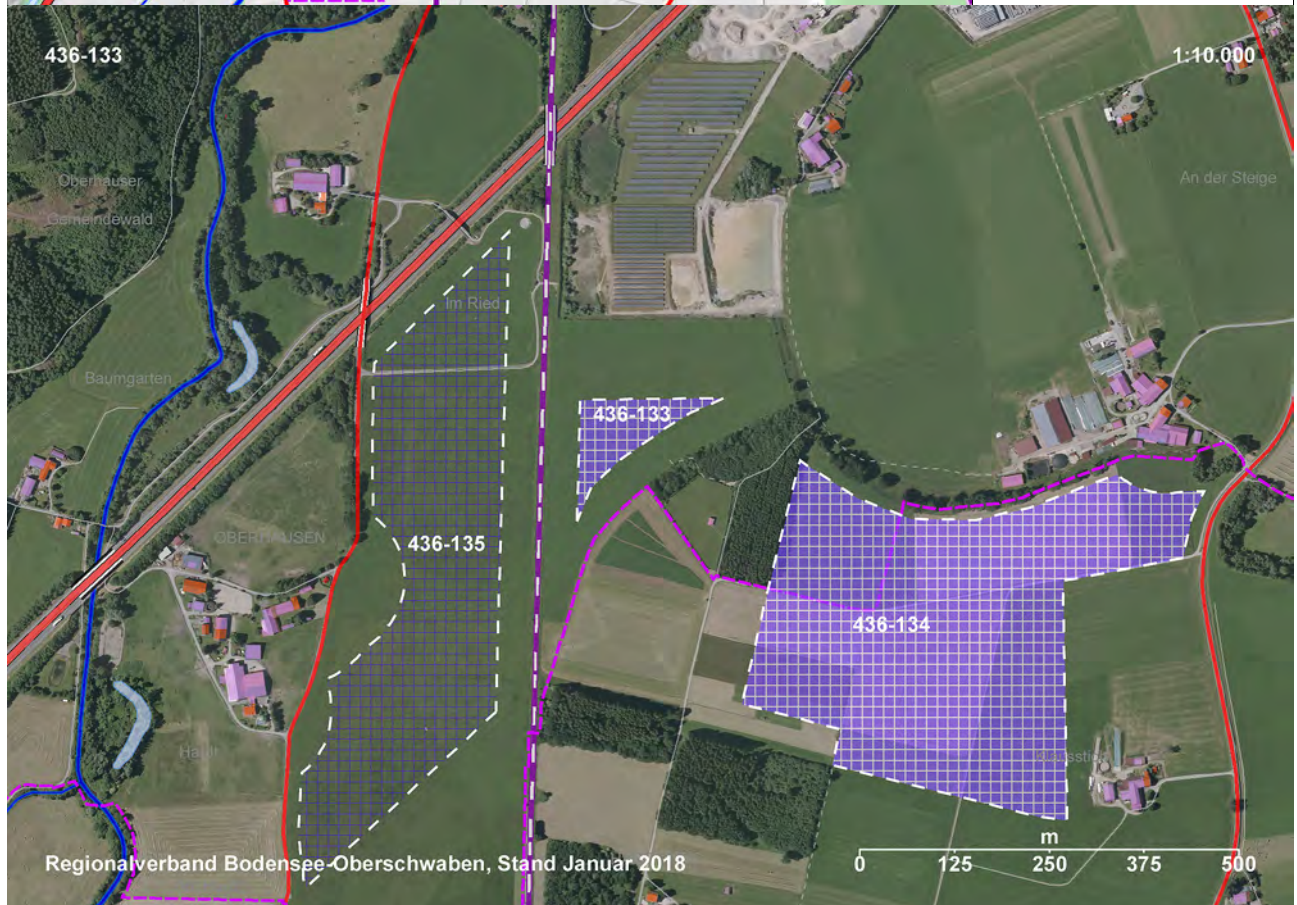 436-133
1:10.000
Oberhauser
Gemeindewald
An der Steige
Im Ried
Baumgarten
436-133
OBERHAUSEN
436-135
436-134
m
0 125 250 375 500
Regionalverband Bodensee-Oberschwaben, Stand Januar 2018